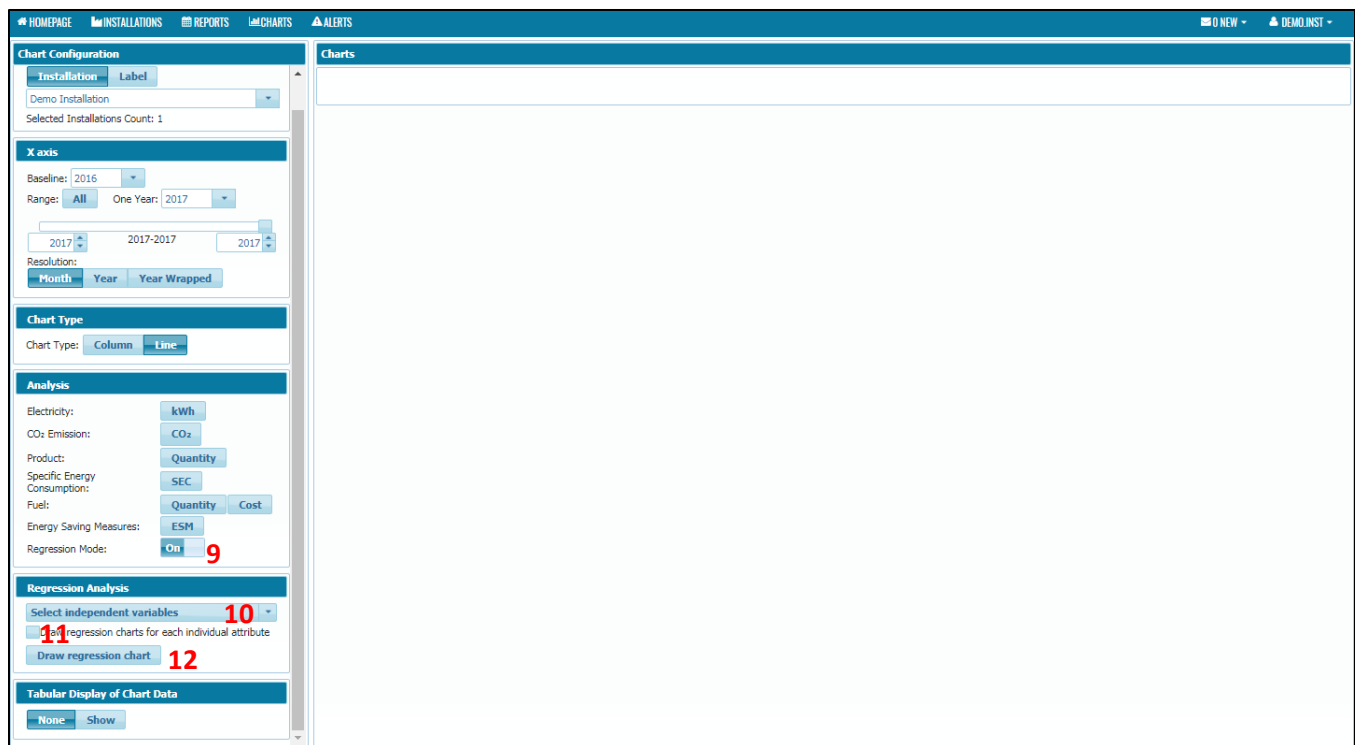 HOMEPAGE INSTALLATIONS REPORTS CHARTS ALERTS 0 NEW DEMO.INST
Chart Configuration
Installation Label
Demo Installation
Selected Installations Count: 1
X axis
Baseline: 2016
Range: All One Year: 2017
2017 2017-2017 2017
Resolution:
Month Year Year Wrapped
Chart Type
Chart Type: Column Line
Analysis
Electricity: kWh
CO₂ Emission: CO₂
Product: Quantity
Specific Energy
Consumption: SEC
Fuel: Quantity Cost
Energy Saving Measures: ESM
Regression Mode: On 9
Regression Analysis
Select independent variables 10
11 Draw regression charts for each individual attribute
Draw regression chart 12
Tabular Display of Chart Data
None Show
Charts